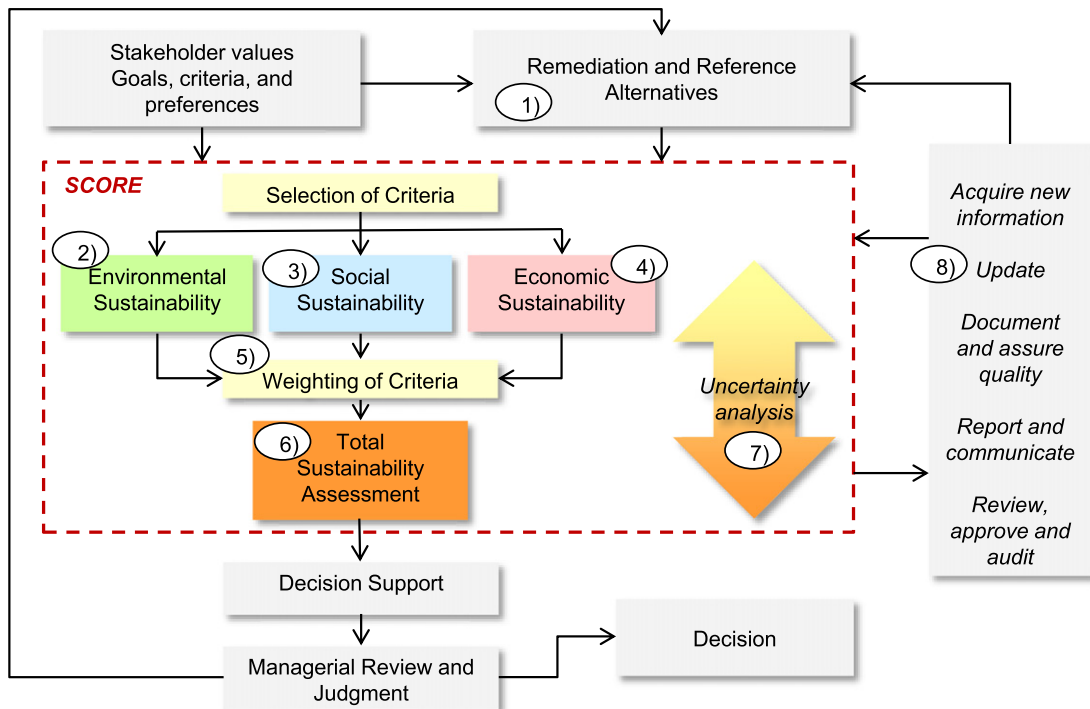 Stakeholder values
Goals, criteria, and
preferences
Remediation and Reference
Alternatives
1)
SCORE
Selection of Criteria
2)
Environmental
Sustainability
3)
Social
Sustainability
4)
Economic
Sustainability
5)
Weighting of Criteria
6)
Total
Sustainability
Assessment
Uncertainty
analysis
7)
Acquire new
information
8)
Update
Document
and assure
quality
Report and
communicate
Review,
approve and
audit
Decision Support
Managerial Review and
Judgment
Decision